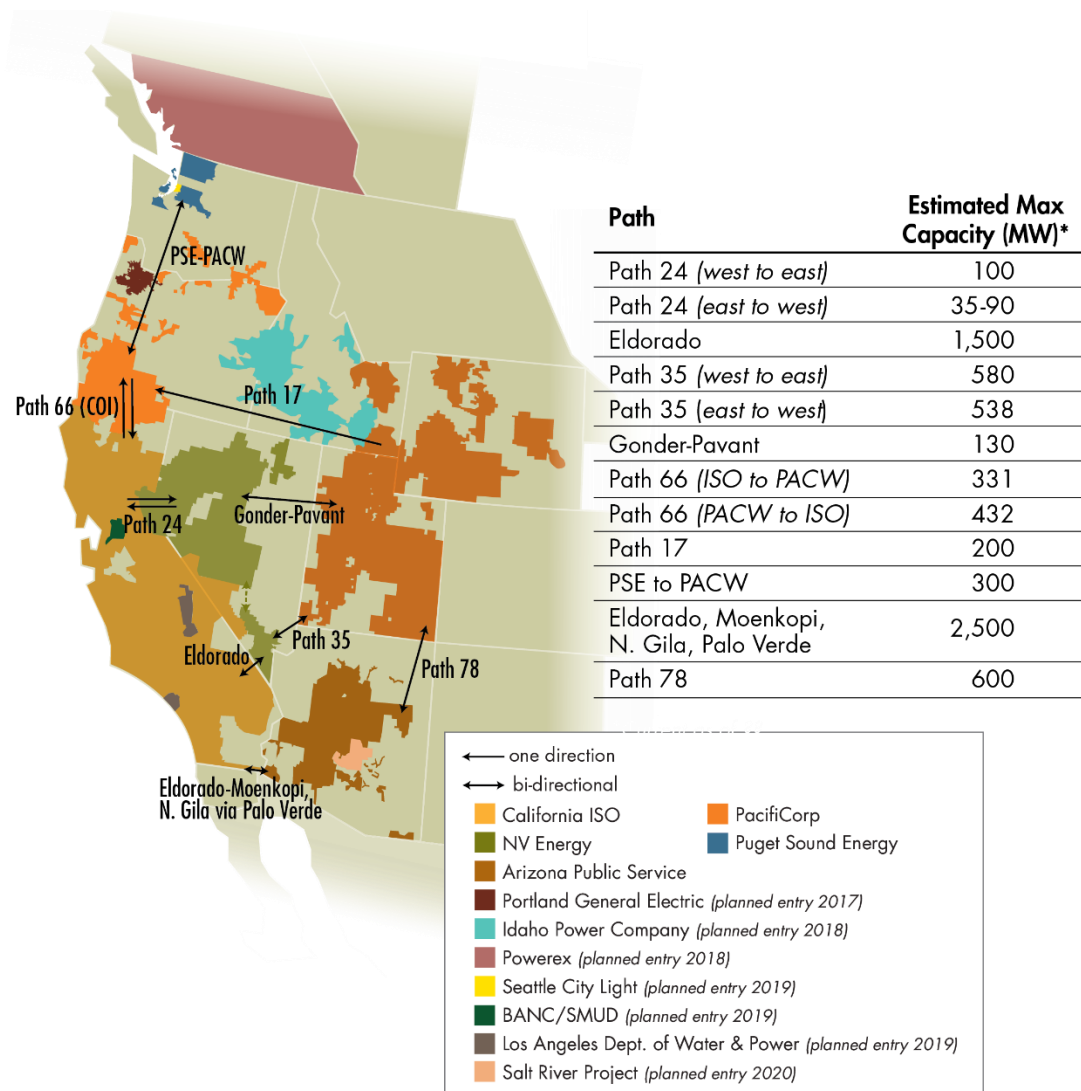 PSE-PACW
Path 66 (COI)
Path 17
Path 24
Gonder-Pavant
Path 35
Eldorado
Path 78
Eldorado-Moenkopi,
N. Gila via Palo Verde
Path Estimated Max
Capacity (MW)*
Path 24 (west to east) 100
Path 24 (east to west) 35-90
Eldorado 1,500
Path 35 (west to east) 580
Path 35 (east to west) 538
Gonder-Pavant 130
Path 66 (ISO to PACW) 331
Path 66 (PACW to ISO) 432
Path 17 200
PSE to PACW 300
Eldorado, Moenkopi,
N. Gila, Palo Verde 2,500
Path 78 600
one direction
bi-directional
California ISO PacifiCorp
NV Energy Puget Sound Energy
Arizona Public Service
Portland General Electric (planned entry 2017)
Idaho Power Company (planned entry 2018)
Powerex (planned entry 2018)
Seattle City Light (planned entry 2019)
BANC/SMUD (planned entry 2019)
Los Angeles Dept. of Water & Power (planned entry 2019)
Salt River Project (planned entry 2020)